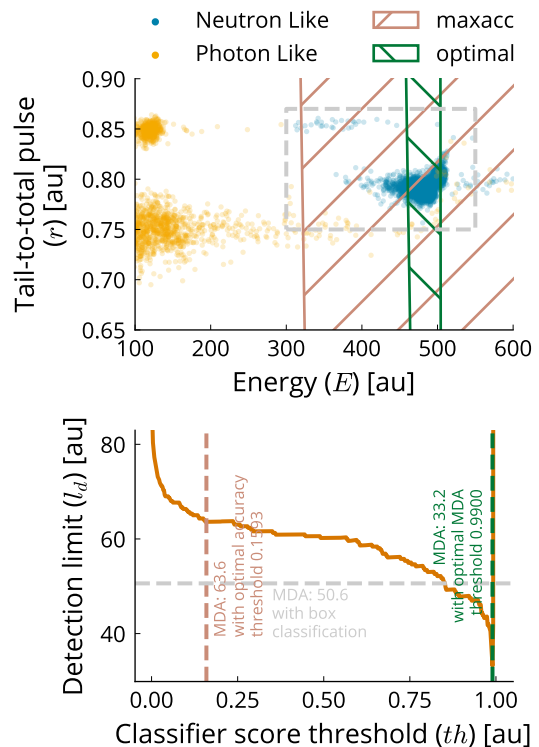 Neutron Like
maxacc
Photon Like
optimal
0.90
0.85
0.80
0.75
0.70
0.65
Tail-to-total pulse
(r) [au]
100 200 300 400 500 600
Energy (E) [au]
80
60
40
Detection limit (l_d) [au]
MDA: 63.6
with optimal accuracy
threshold 0.1593
MDA: 50.6
with box
classification
MDA: 33.2
with optimal MDA
threshold 0.9900
0.00 0.25 0.50 0.75 1.00
Classifier score threshold (th) [au]